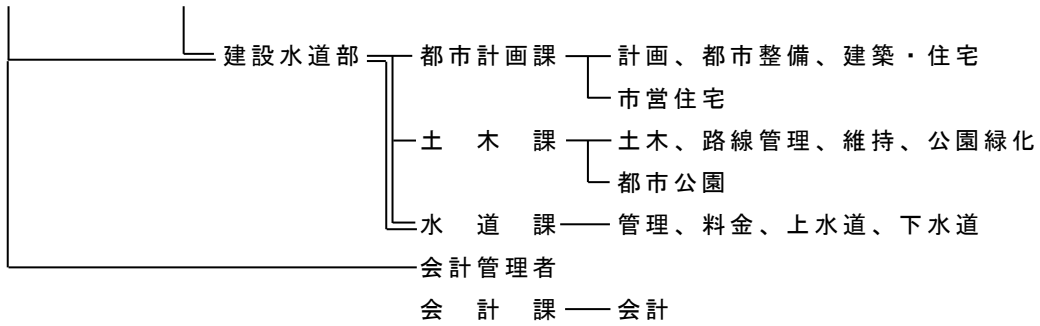 建設水道部 都市計画課 計画、都市整備、建築・住宅
市営住宅
土木課 土木、路線管理、維持、公園緑化
都市公園
水道課 管理、料金、上水道、下水道
会計管理者
会計課 会計